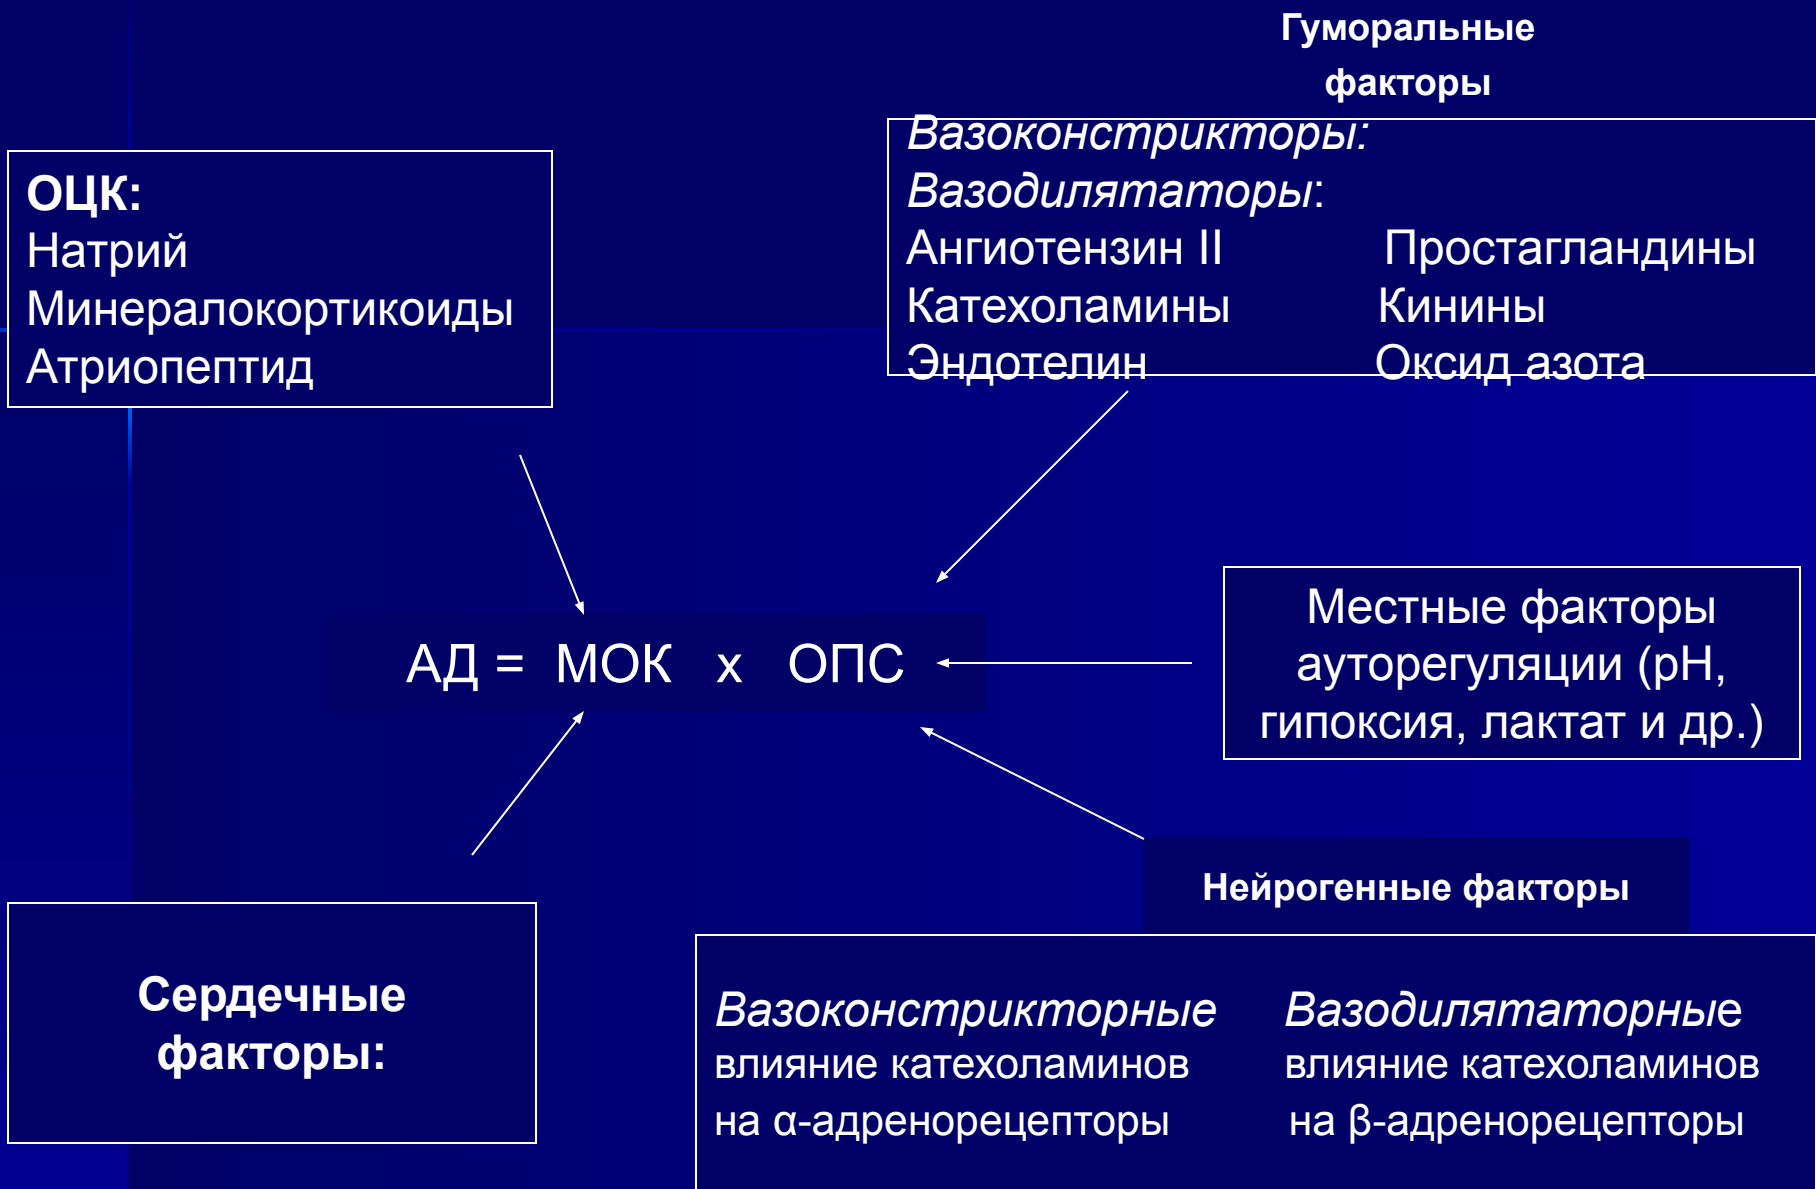 Гуморальные
факторы
ОЦК:
Натрий
Минералокортикоиды
Атриопептид
Вазоконстрикторы:
Вазодилятаторы:
Ангиотензин II Простагландины
Катехоламины Кинины
Эндотелин Оксид азота
АД = МОК х ОПС
Местные факторы
ауторегуляции (рН,
гипоксия, лактат и др.)
Нейрогенные факторы
Сердечные
факторы:
Вазоконстрикторные Вазодилятаторные
влияние катехоламинов влияние катехоламинов
на α-адренорецепторы на β-адренорецепторы